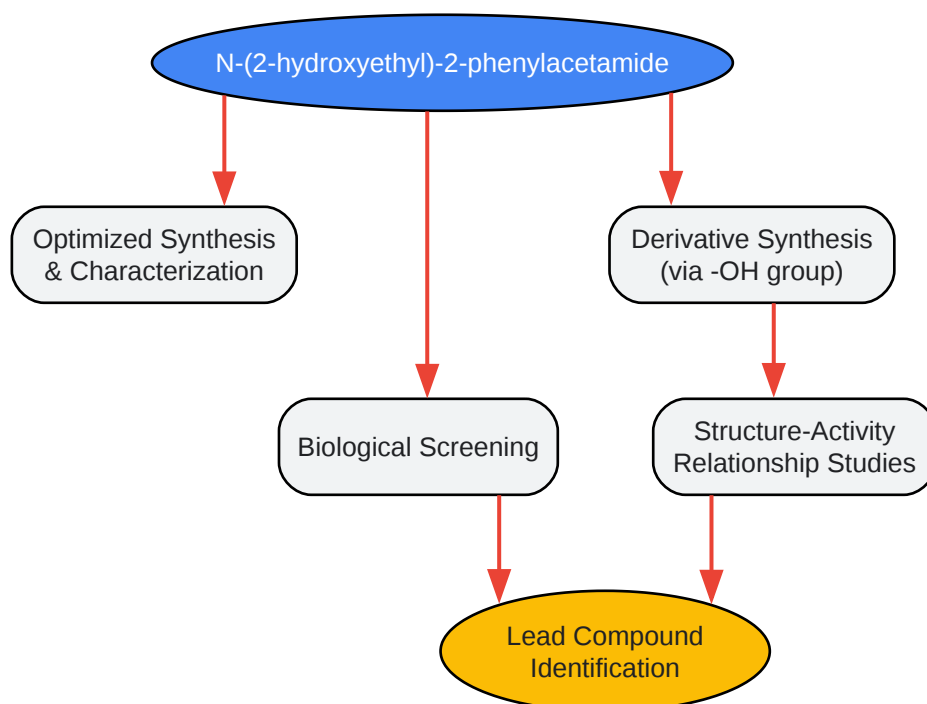 N-(2-hydroxyethyl)-2-phenylacetamide
Optimized Synthesis
& Characterization
Derivative Synthesis
(via -OH group)
Biological Screening
Structure-Activity
Relationship Studies
Lead Compound
Identification